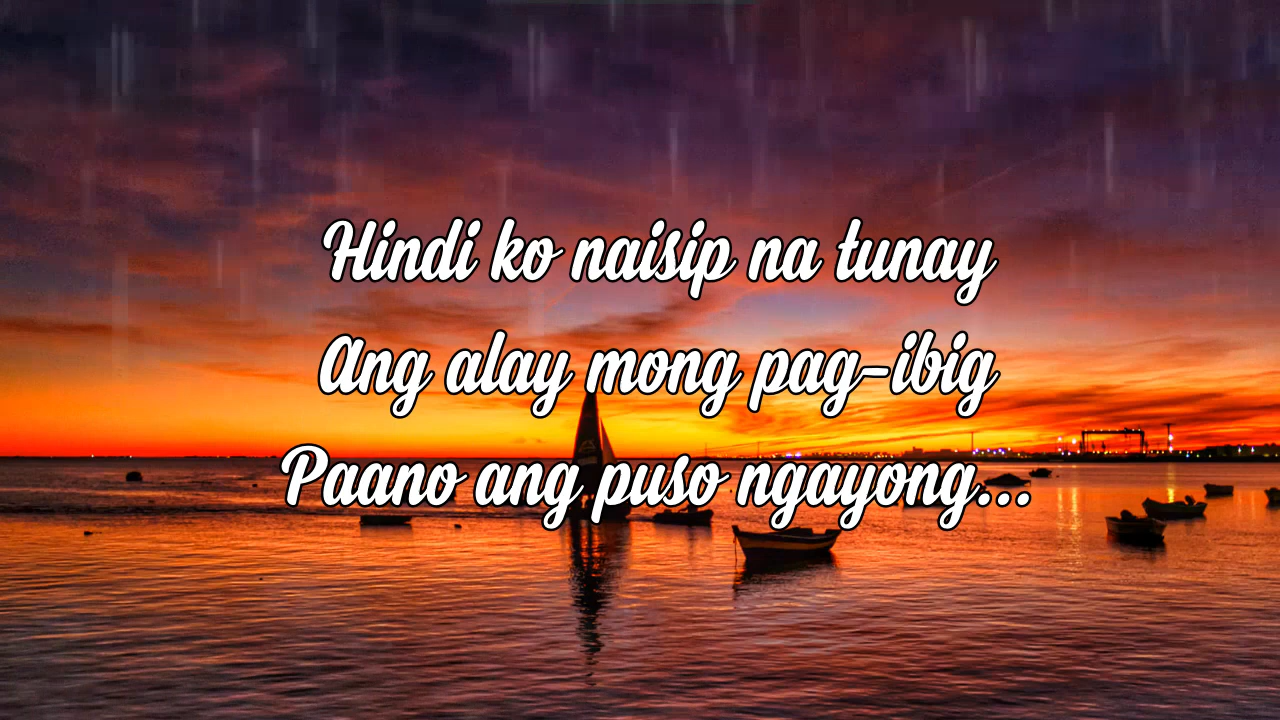 Hindi ko naisip na tunay
Ang alay mong pag-ibig
Paano ang puso ngayong...